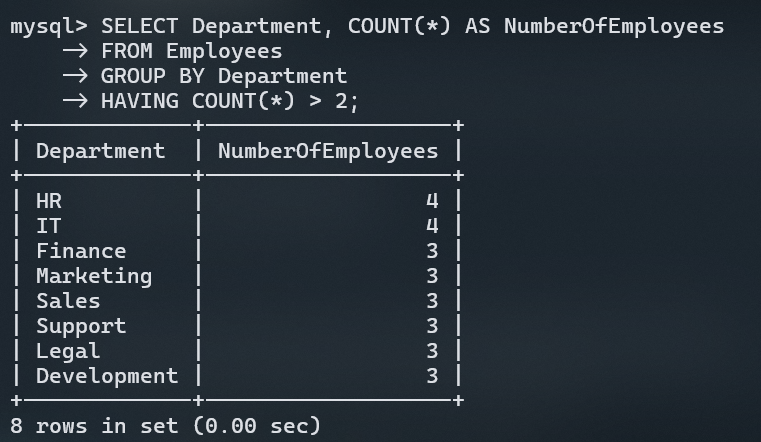 mysql> SELECT Department, COUNT(*) AS NumberOfEmployees
    -> FROM Employees
    -> GROUP BY Department
    -> HAVING COUNT(*) > 2;
+-------------+-------------------+
| Department  | NumberOfEmployees |
+-------------+-------------------+
| HR          |                 4 |
| IT          |                 4 |
| Finance     |                 3 |
| Marketing   |                 3 |
| Sales       |                 3 |
| Support     |                 3 |
| Legal       |                 3 |
| Development |                 3 |
+-------------+-------------------+
8 rows in set (0.00 sec)